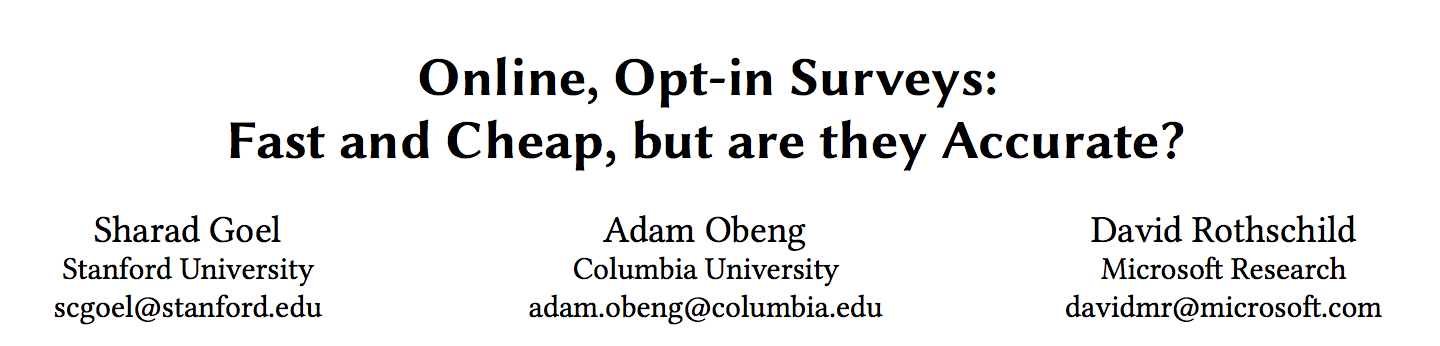 Online, Opt-in Surveys:
Fast and Cheap, but are they Accurate?
Sharad Goel
Stanford University
scgoel@stanford.edu
Adam Obeng
Columbia University
adam.obeng@columbia.edu
David Rothschild
Microsoft Research
davidmr@microsoft.com